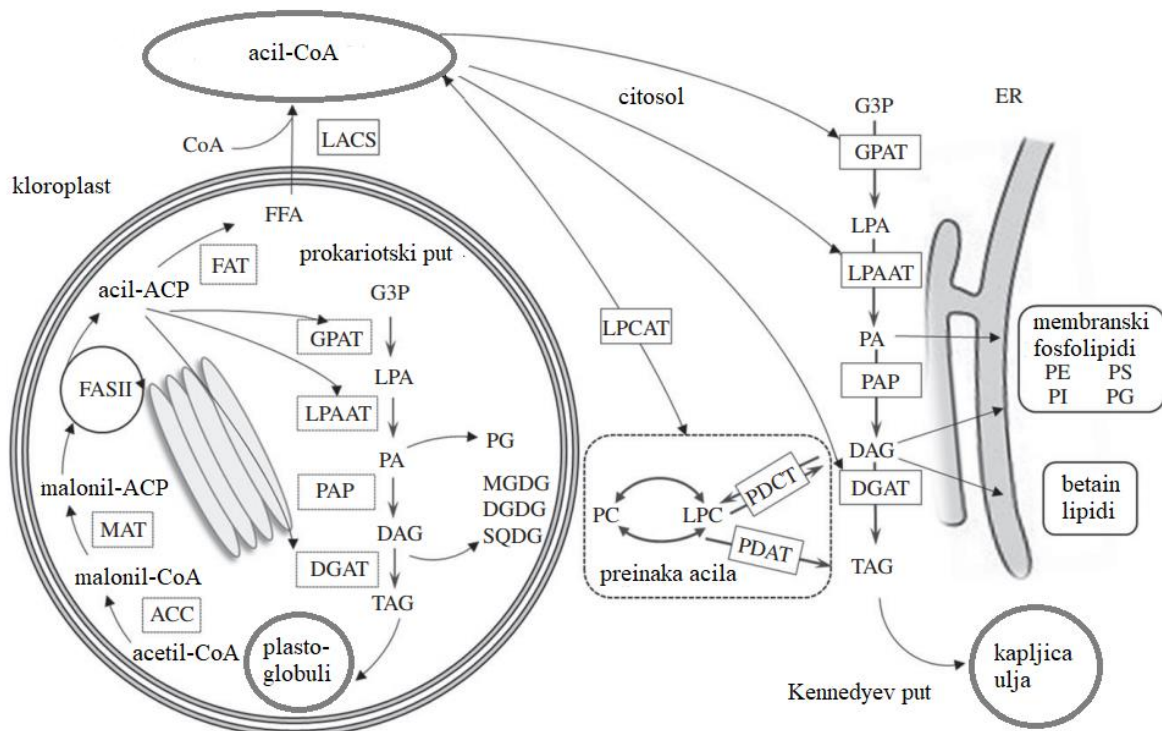 acil-CoA
citosol
G3P
ER
CoA
LACS
GPAT
kloroplast
FFA
LPA
FAT
prokariotski put
LPAAT
acil-ACP
G3P
GPAT
LPCAT
PA
membranski
fosfolipidi
PE PS
PI PG
FASII
LPA
PAP
LPAAT
PG
DAG
PA
MGDG
DGDG
SQDG
malonil-ACP
PAP
PDCT
DGAT
betain
lipidi
MAT
DAG
PC
LPC
PDAT
malonil-CoA
DGAT
preinaka acila
TAG
ACC
TAG
acetil-CoA
plasto-
globuli
Kennedyev put
kapljica
ulja